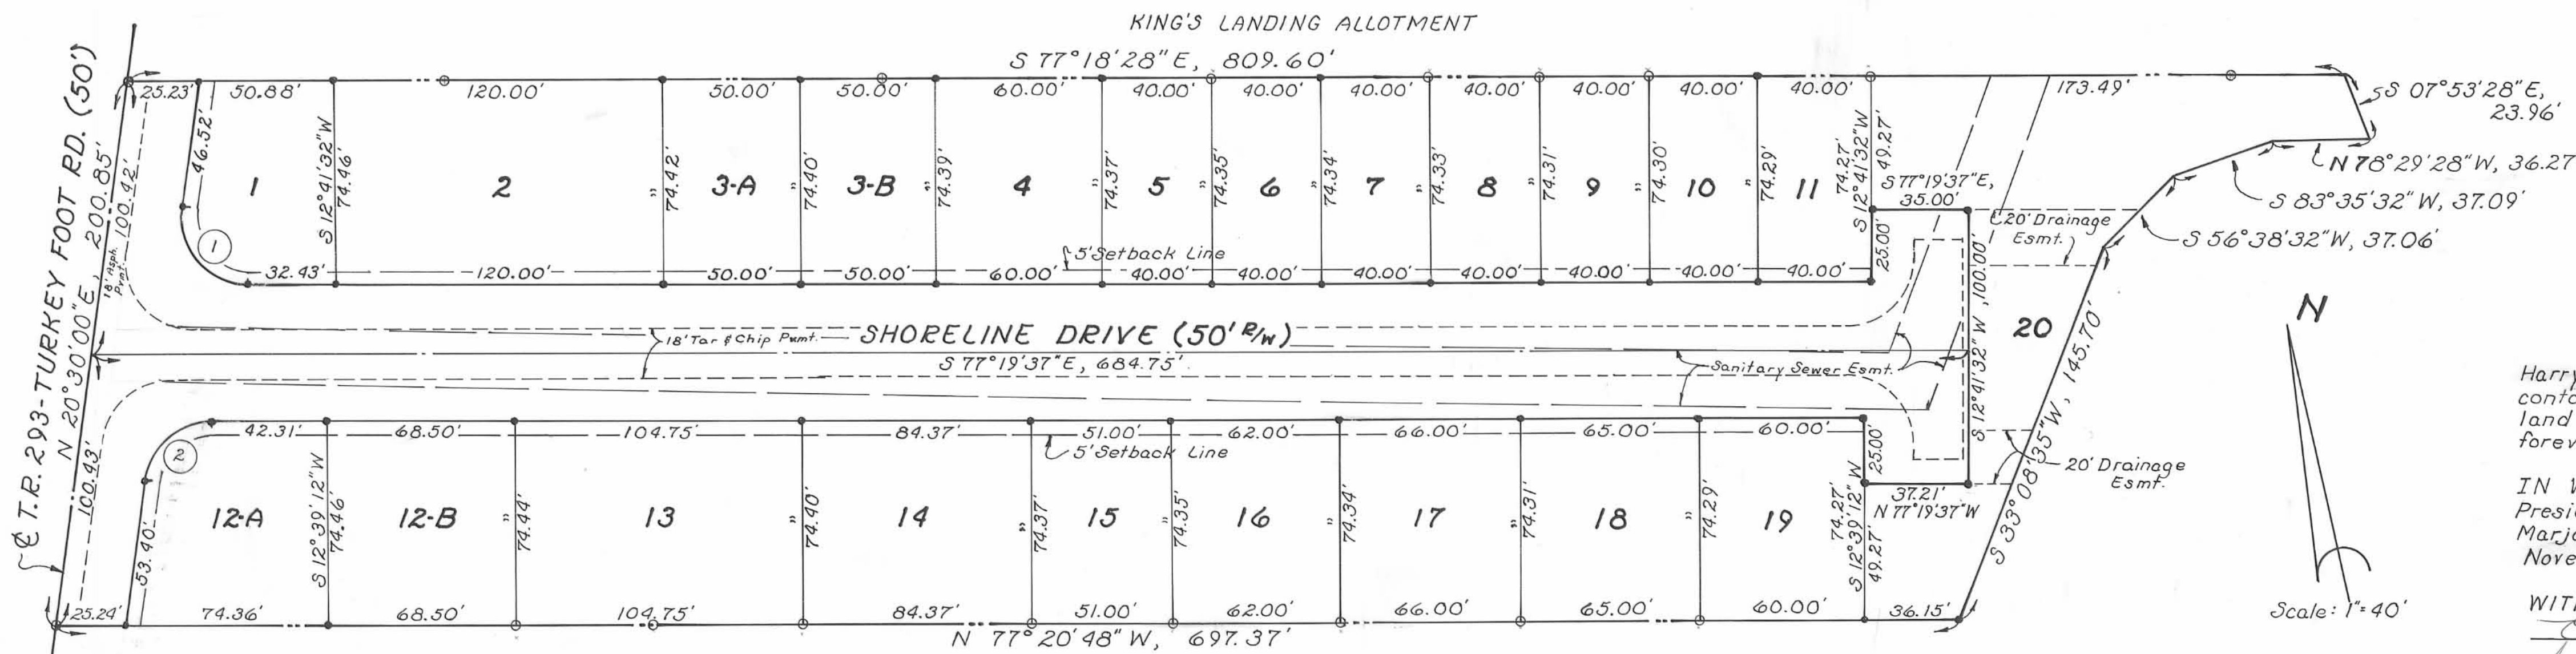 KING'S LANDING ALLOTMENT
S 77°18'28"E, 809.60'
25.23' 50.88' 120.00' 50.00' 50.00' 60.00' 40.00' 40.00' 40.00' 40.00' 40.00' 40.00' 40.00' 173.49'
S 07°53'28"E,
23.96'
N 78°29'28"W, 36.27
S 83°35'32"W, 37.09'
S 56°38'32"W, 37.06'
℄ T.R. 293-TURKEY FOOT RD. (50')
N 20°30'00"E, 200.85'
18' Asph.
Pvmt.
100.42'
100.43'
46.52'
1
S 12°41'32"W
74.46'
2
" 74.42'
3-A
" 74.40'
3-B
" 74.39'
4
" 74.37'
5
" 74.35'
6
" 74.34'
7
" 74.33'
8
" 74.31'
9
" 74.30'
10
" 74.29'
11
74.27'
S 12°41'32"W
49.27'
25.00'
S 77°19'37"E,
35.00'
20' Drainage
Esmt.
1
32.43' 120.00' 50.00' 50.00' 60.00' 40.00' 40.00' 40.00' 40.00' 40.00' 40.00' 40.00'
5' Setback Line
SHORELINE DRIVE (50' R/W)
18' Tar & Chip Pvmt.
S 77°19'37"E, 684.75'
Sanitary Sewer Esmt.
S 12°41'32"W, 100.00'
20
S 33°08'35"W, 145.70'
N
Scale: 1"=40'
2
42.31' 68.50' 104.75' 84.37' 51.00' 62.00' 66.00' 65.00' 60.00'
5' Setback Line
25.00'
37.21'
N 77°19'37"W
20' Drainage
Esmt.
53.40'
12-A
S 12°39'12"W
74.46'
12-B
" 74.44'
13
" 74.40'
14
" 74.37'
15
" 74.35'
16
" 74.34'
17
" 74.31'
18
" 74.29'
19
74.27'
S 12°39'12"W
49.27'
25.24' 74.36' 68.50' 104.75' 84.37' 51.00' 62.00' 66.00' 65.00' 60.00' 36.15'
N 77°20'48"W, 697.37'
Harry
land
forev
IN W
Presi
Marj
Nove
WIT